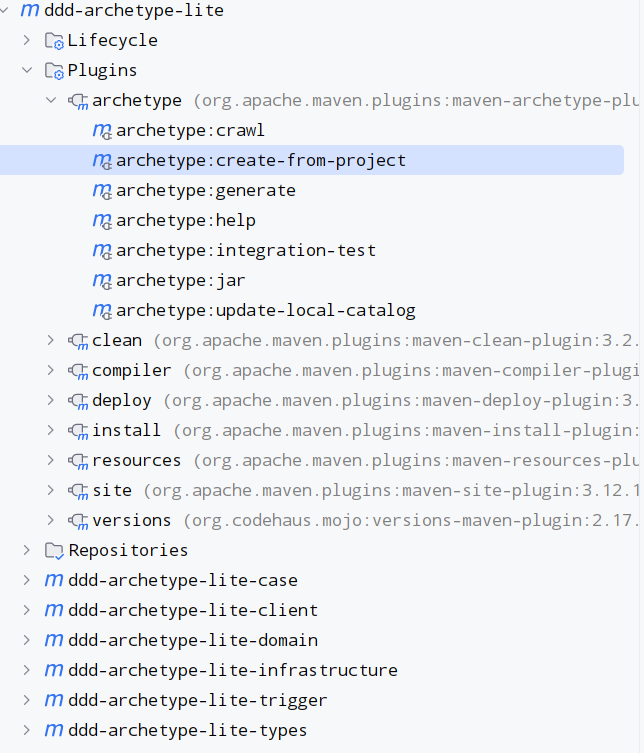 m ddd-archetype-lite
Lifecycle
Plugins
archetype (org.apache.maven.plugins:maven-archetype-plu
archetype:crawl
archetype:create-from-project
archetype:generate
archetype:help
archetype:integration-test
archetype:jar
archetype:update-local-catalog
clean (org.apache.maven.plugins:maven-clean-plugin:3.2.
compiler (org.apache.maven.plugins:maven-compiler-plugi
deploy (org.apache.maven.plugins:maven-deploy-plugin:3.
install (org.apache.maven.plugins:maven-install-plugin:
resources (org.apache.maven.plugins:maven-resources-plu
site (org.apache.maven.plugins:maven-site-plugin:3.12.1
versions (org.codehaus.mojo:versions-maven-plugin:2.17.
Repositories
m ddd-archetype-lite-case
m ddd-archetype-lite-client
m ddd-archetype-lite-domain
m ddd-archetype-lite-infrastructure
m ddd-archetype-lite-trigger
m ddd-archetype-lite-types